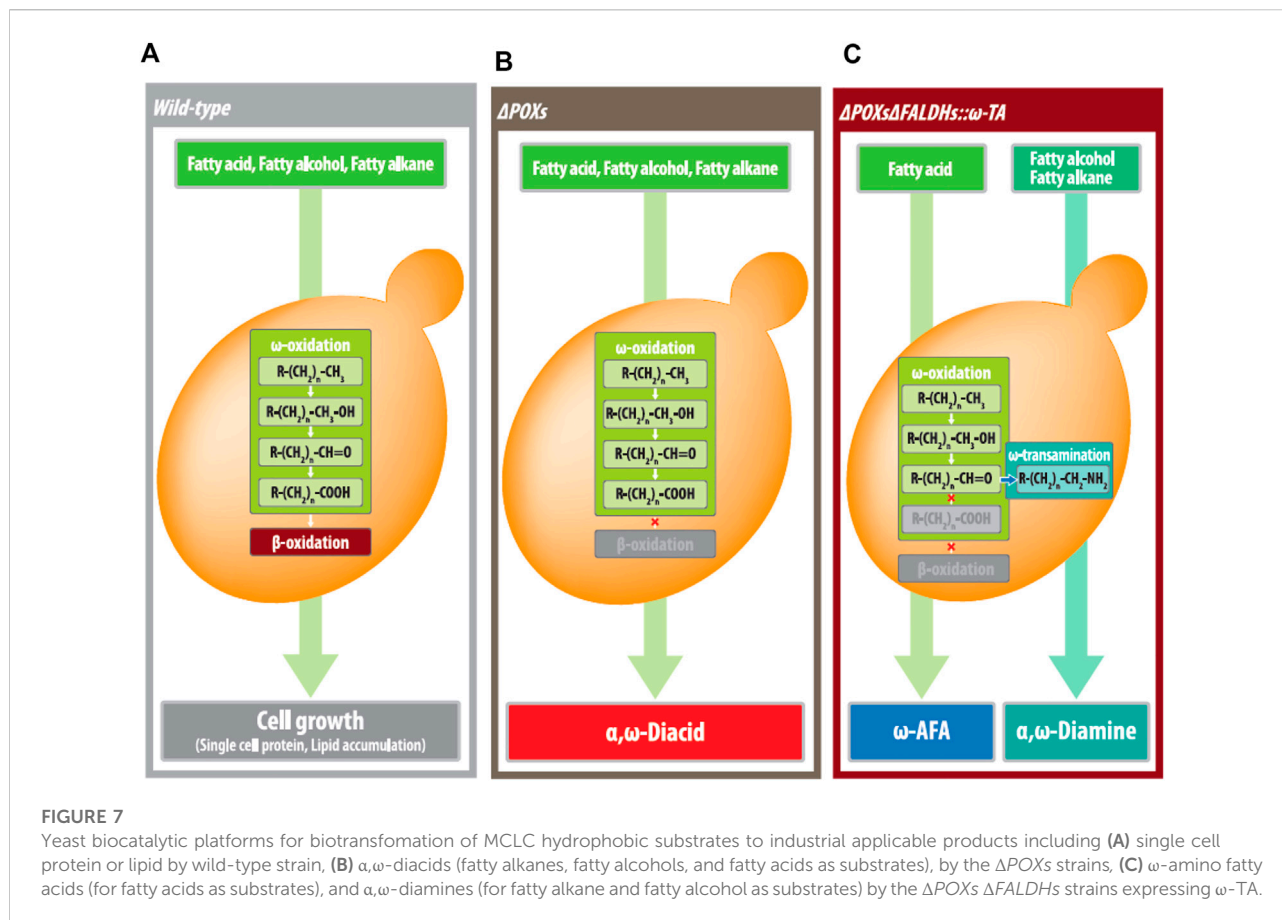 A
Wild-type
Fatty acid, Fatty alcohol, Fatty alkane
ω-oxidation
R-(CH₂)ₙ-CH₃
R-(CH₂)ₙ-CH₃-OH
R-(CH₂)ₙ-CH=O
R-(CH₂)ₙ-COOH
β-oxidation
Cell growth
(Single cell protein, Lipid accumulation)
B
ΔPOXs
Fatty acid, Fatty alcohol, Fatty alkane
ω-oxidation
R-(CH₂)ₙ-CH₃
R-(CH₂)ₙ-CH₃-OH
R-(CH₂)ₙ-CH=O
R-(CH₂)ₙ-COOH
×
β-oxidation
α,ω-Diacid
C
ΔPOXsΔFALDHs::ω-TA
Fatty acid
Fatty alcohol
Fatty alkane
ω-oxidation
R-(CH₂)ₙ-CH₃
R-(CH₂)ₙ-CH₃-OH
R-(CH₂)ₙ-CH=O
ω-transamination
R-(CH₂)ₙ-CH₂-NH₂
×
R-(CH₂)ₙ-COOH
×
β-oxidation
ω-AFA
α,ω-Diamine
FIGURE 7
Yeast biocatalytic platforms for biotransfomation of MCLC hydrophobic substrates to industrial applicable products including (A) single cell
protein or lipid by wild-type strain, (B) α,ω-diacids (fatty alkanes, fatty alcohols, and fatty acids as substrates), by the ΔPOXs strains, (C) ω-amino fatty
acids (for fatty acids as substrates), and α,ω-diamines (for fatty alkane and fatty alcohol as substrates) by the ΔPOXs ΔFALDHs strains expressing ω-TA.